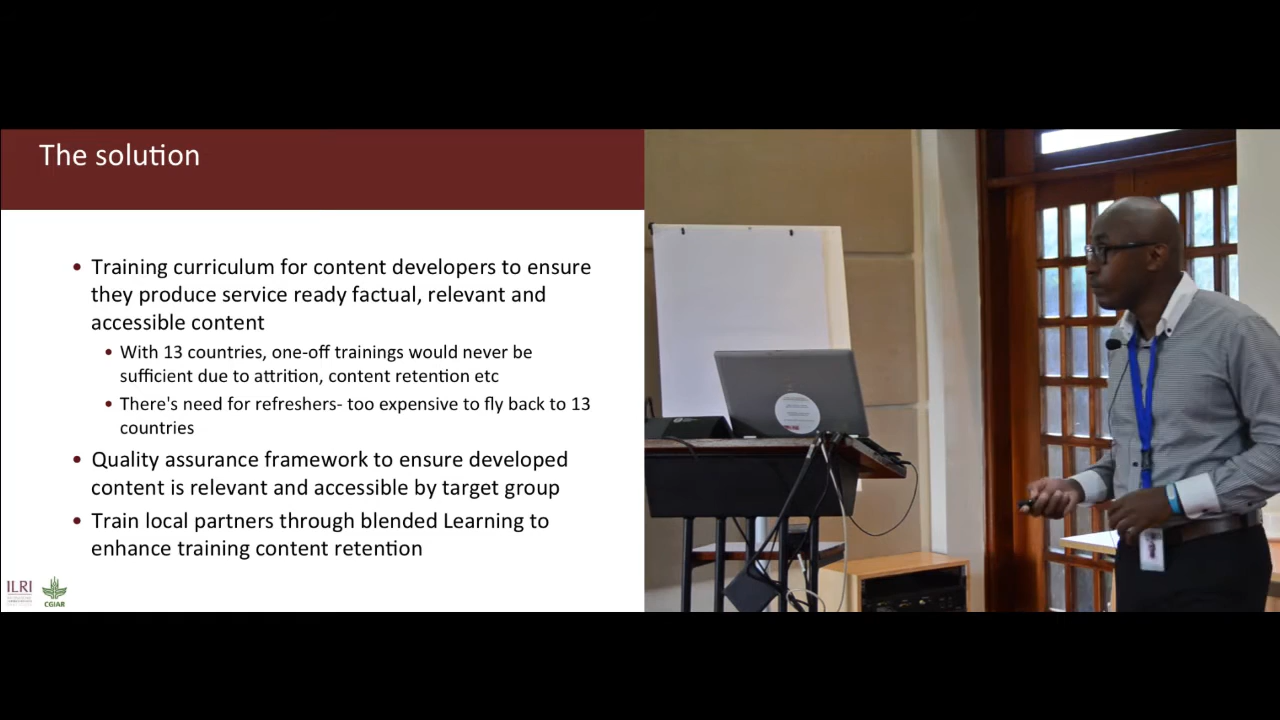 The solution
• Training curriculum for content developers to ensure
they produce service ready factual, relevant and
accessible content
• With 13 countries, one-off trainings would never be
sufficient due to attrition, content retention etc
• There's need for refreshers- too expensive to fly back to 13
countries
• Quality assurance framework to ensure developed
content is relevant and accessible by target group
• Train local partners through blended Learning to
enhance training content retention
ILRI
CGIAR